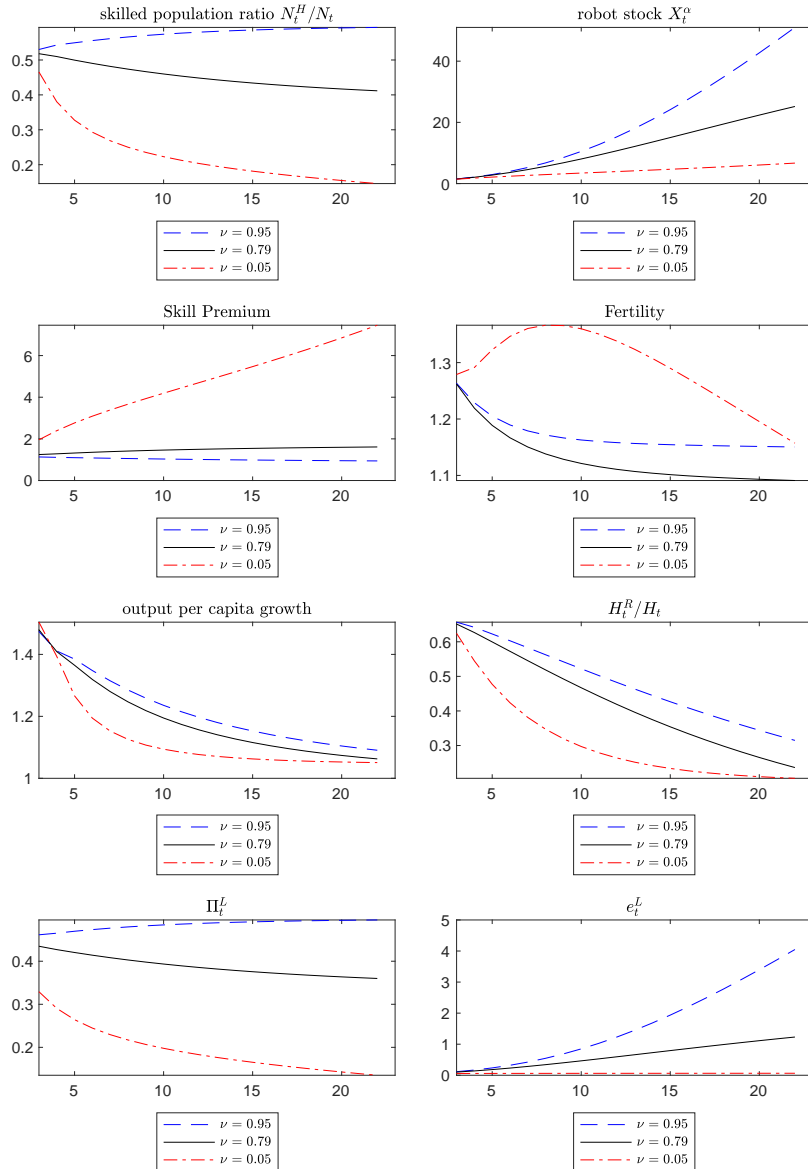 skilled population ratio $N_t^H/N_t$
0.5
0.4
0.3
0.2
5 10 15 20
ν = 0.95
ν = 0.79
ν = 0.05
robot stock $X_t^α$
40
20
0
5 10 15 20
ν = 0.95
ν = 0.79
ν = 0.05
Skill Premium
6
4
2
0
5 10 15 20
ν = 0.95
ν = 0.79
ν = 0.05
Fertility
1.3
1.2
1.1
5 10 15 20
ν = 0.95
ν = 0.79
ν = 0.05
output per capita growth
1.4
1.2
1
5 10 15 20
ν = 0.95
ν = 0.79
ν = 0.05
$H_t^R/H_t$
0.6
0.5
0.4
0.3
5 10 15 20
ν = 0.95
ν = 0.79
ν = 0.05
$Π_t^L$
0.4
0.3
0.2
5 10 15 20
ν = 0.95
ν = 0.79
ν = 0.05
$e_t^L$
5
4
3
2
1
0
5 10 15 20
ν = 0.95
ν = 0.79
ν = 0.05